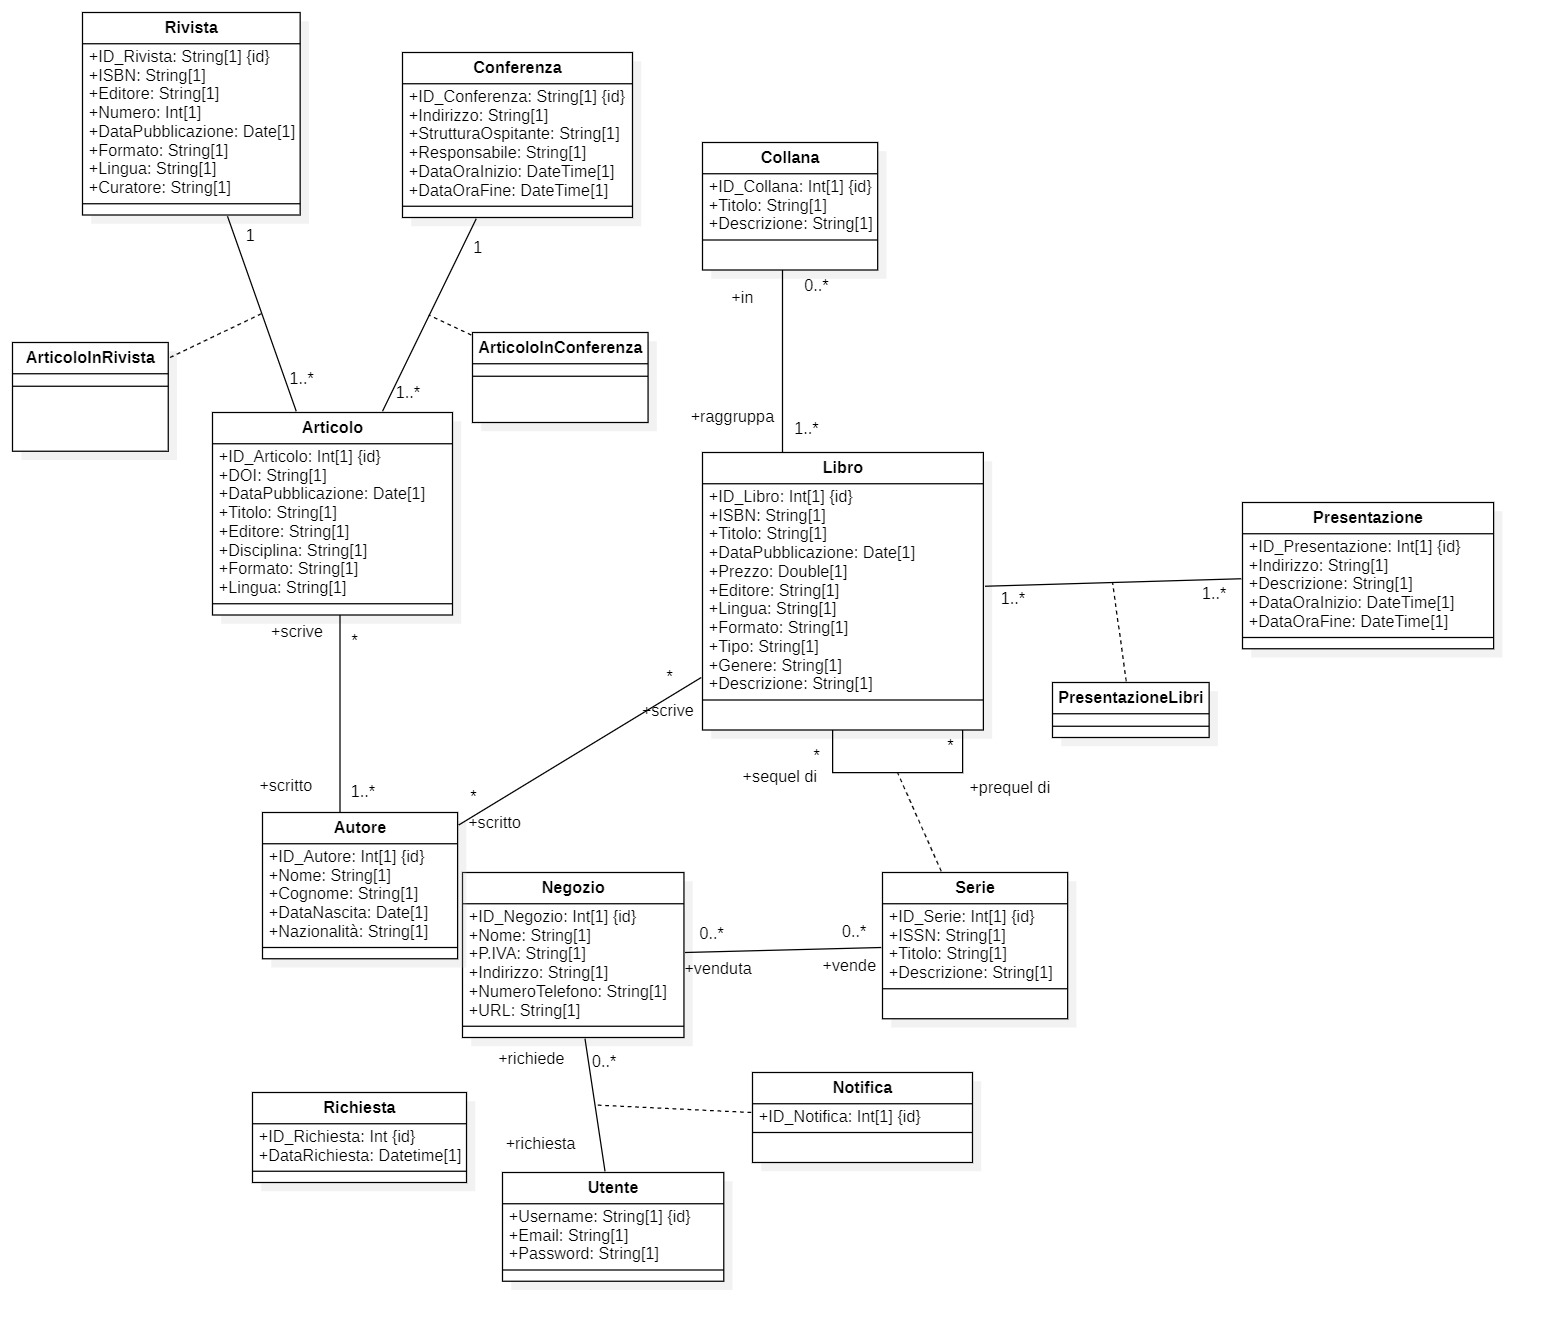 Rivista
+ID_Rivista: String[1] {id}
+ISBN: String[1]
+Editore: String[1]
+Numero: Int[1]
+DataPubblicazione: Date[1]
+Formato: String[1]
+Lingua: String[1]
+Curatore: String[1]
Conferenza
+ID_Conferenza: String[1] {id}
+Indirizzo: String[1]
+StrutturaOspitante: String[1]
+Responsabile: String[1]
+DataOraInizio: DateTime[1]
+DataOraFine: DateTime[1]
Collana
+ID_Collana: Int[1] {id}
+Titolo: String[1]
+Descrizione: String[1]
1
1
+in
0..*
ArticoloInRivista
ArticoloInConferenza
1..*
1..*
+raggruppa
1..*
Articolo
+ID_Articolo: Int[1] {id}
+DOI: String[1]
+DataPubblicazione: Date[1]
+Titolo: String[1]
+Editore: String[1]
+Disciplina: String[1]
+Formato: String[1]
+Lingua: String[1]
Libro
+ID_Libro: Int[1] {id}
+ISBN: String[1]
+Titolo: String[1]
+DataPubblicazione: Date[1]
+Prezzo: Double[1]
+Editore: String[1]
+Lingua: String[1]
+Formato: String[1]
+Tipo: String[1]
+Genere: String[1]
+Descrizione: String[1]
Presentazione
+ID_Presentazione: Int[1] {id}
+Indirizzo: String[1]
+Descrizione: String[1]
+DataOraInizio: DateTime[1]
+DataOraFine: DateTime[1]
1..*
1..*
PresentazioneLibri
+scrive
*
*
+scrive
*
+sequel di
*
+prequel di
+scritto
1..*
*
+scritto
Autore
+ID_Autore: Int[1] {id}
+Nome: String[1]
+Cognome: String[1]
+DataNascita: Date[1]
+Nazionalità: String[1]
Negozio
+ID_Negozio: Int[1] {id}
+Nome: String[1]
+P.IVA: String[1]
+Indirizzo: String[1]
+NumeroTelefono: String[1]
+URL: String[1]
0..*
+venduta
0..*
+vende
Serie
+ID_Serie: Int[1] {id}
+ISSN: String[1]
+Titolo: String[1]
+Descrizione: String[1]
+richiede
0..*
Richiesta
+ID_Richiesta: Int {id}
+DataRichiesta: Datetime[1]
Notifica
+ID_Notifica: Int[1] {id}
+richiesta
Utente
+Username: String[1] {id}
+Email: String[1]
+Password: String[1]